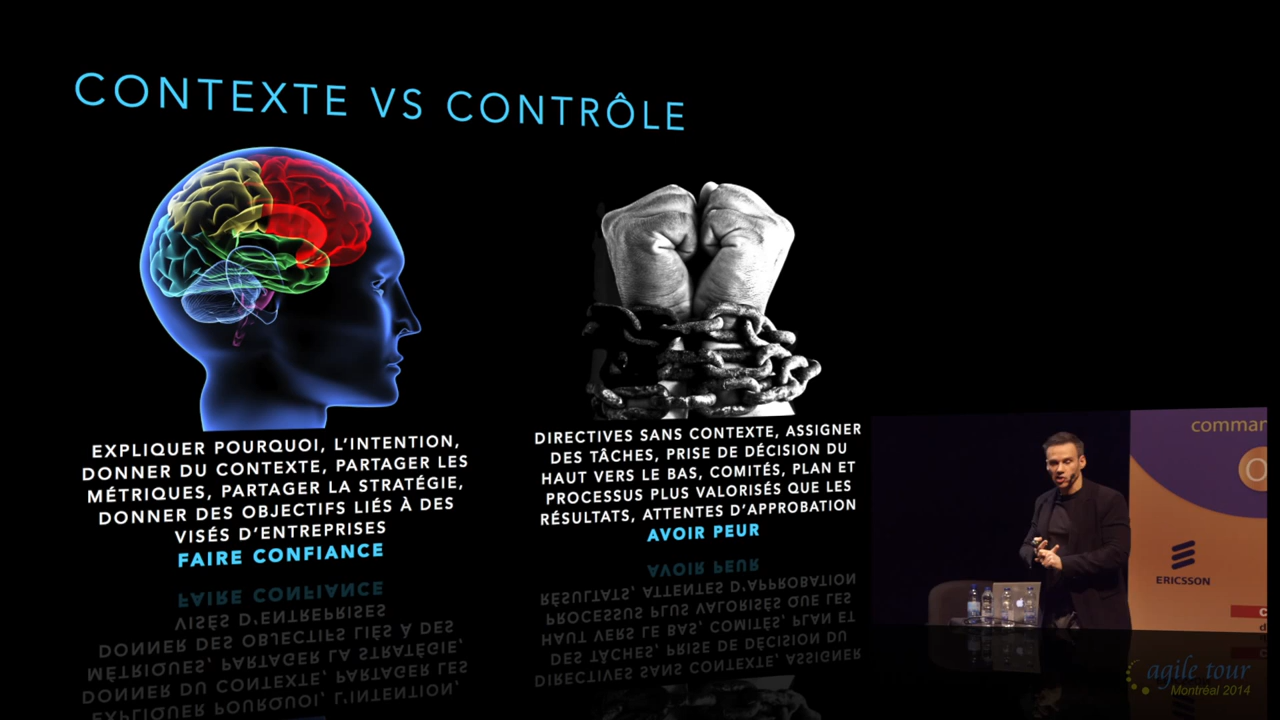 CONTEXTE VS CONTRÔLE
EXPLIQUER POURQUOI, L'INTENTION,
DONNER DU CONTEXTE, PARTAGER LES
MÉTRIQUES, PARTAGER LA STRATÉGIE,
DONNER DES OBJECTIFS LIÉS À DES
VISÉS D'ENTREPRISES
FAIRE CONFIANCE
DIRECTIVES SANS CONTEXTE, ASSIGNER
DES TÂCHES, PRISE DE DÉCISION DU
HAUT VERS LE BAS, COMITÉS, PLAN ET
PROCESSUS PLUS VALORISÉS QUE LES
RÉSULTATS, ATTENTES D'APPROBATION
AVOIR PEUR
comman
ERICSSON
agile tour
Montréal 2014